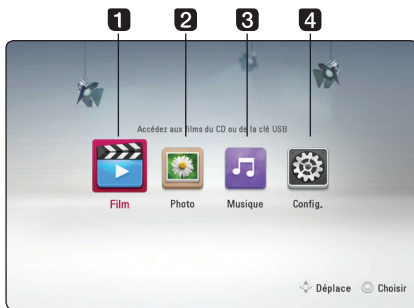 1 2 3 4
Accédez aux films du CD ou de la clé USB
Film Photo Musique Config.
Déplace Choisir